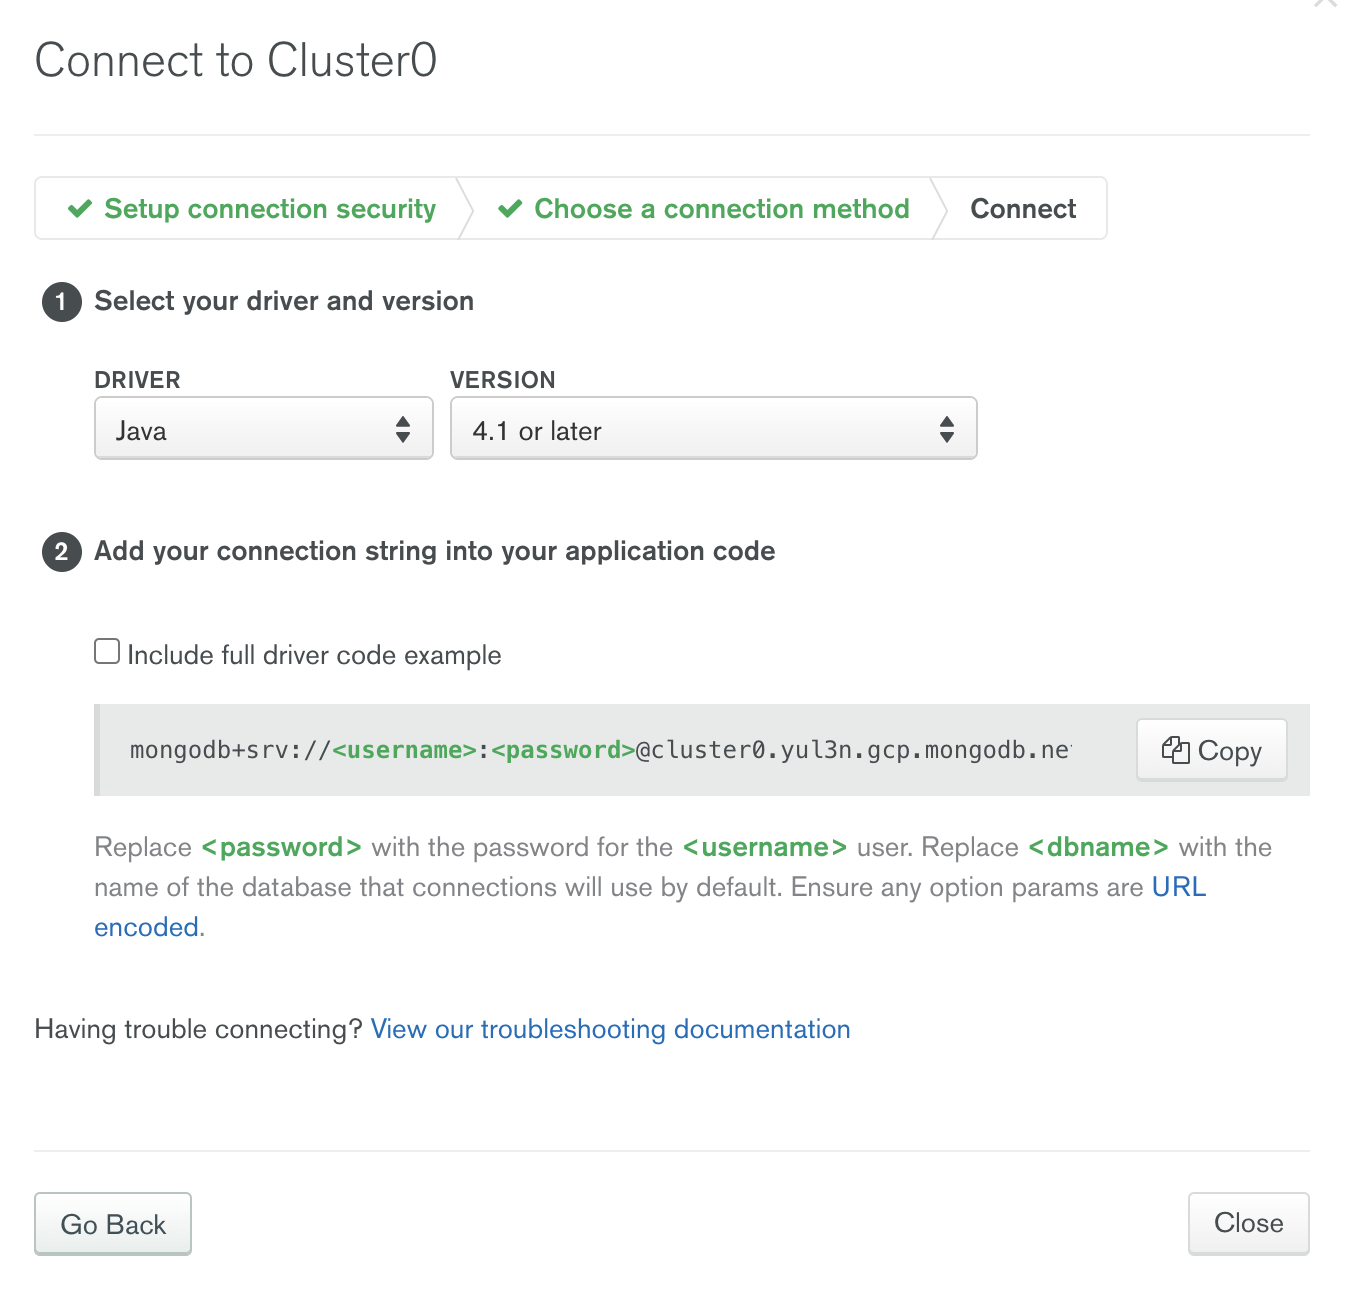 Connect to Cluster0
Setup connection security
Choose a connection method
Connect
1 Select your driver and version
DRIVER
VERSION
Java
4.1 or later
2 Add your connection string into your application code
Include full driver code example
mongodb+srv://<username>:<password>@cluster0.yul3n.gcp.mongodb.ne
Copy
Replace <password> with the password for the <username> user. Replace <dbname> with the
name of the database that connections will use by default. Ensure any option params are URL
encoded.
Having trouble connecting? View our troubleshooting documentation
Go Back
Close